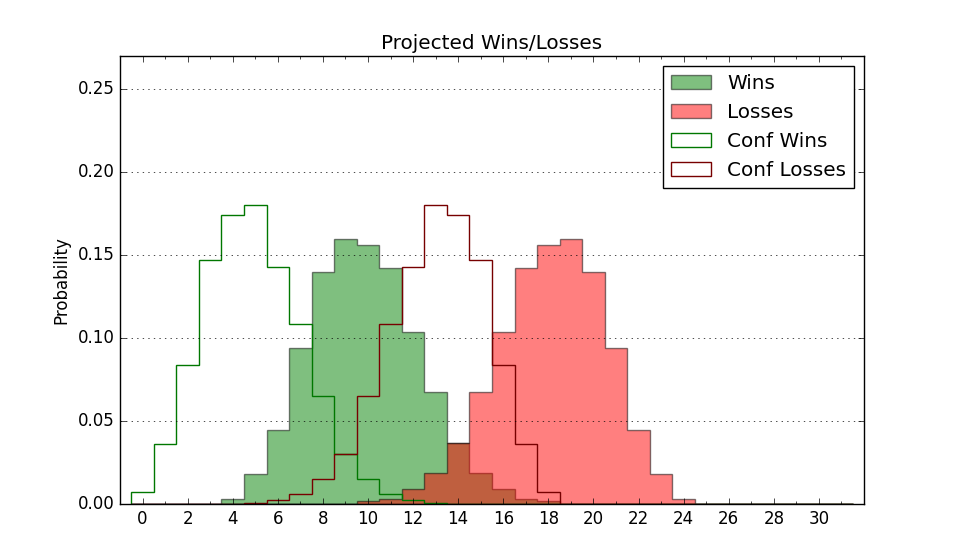 Projected Wins/Losses
0.25
0.20
0.15
0.10
0.05
0.00
Probability
Wins
Losses
Conf Wins
Conf Losses
0 2 4 6 8 10 12 14 16 18 20 22 24 26 28 30